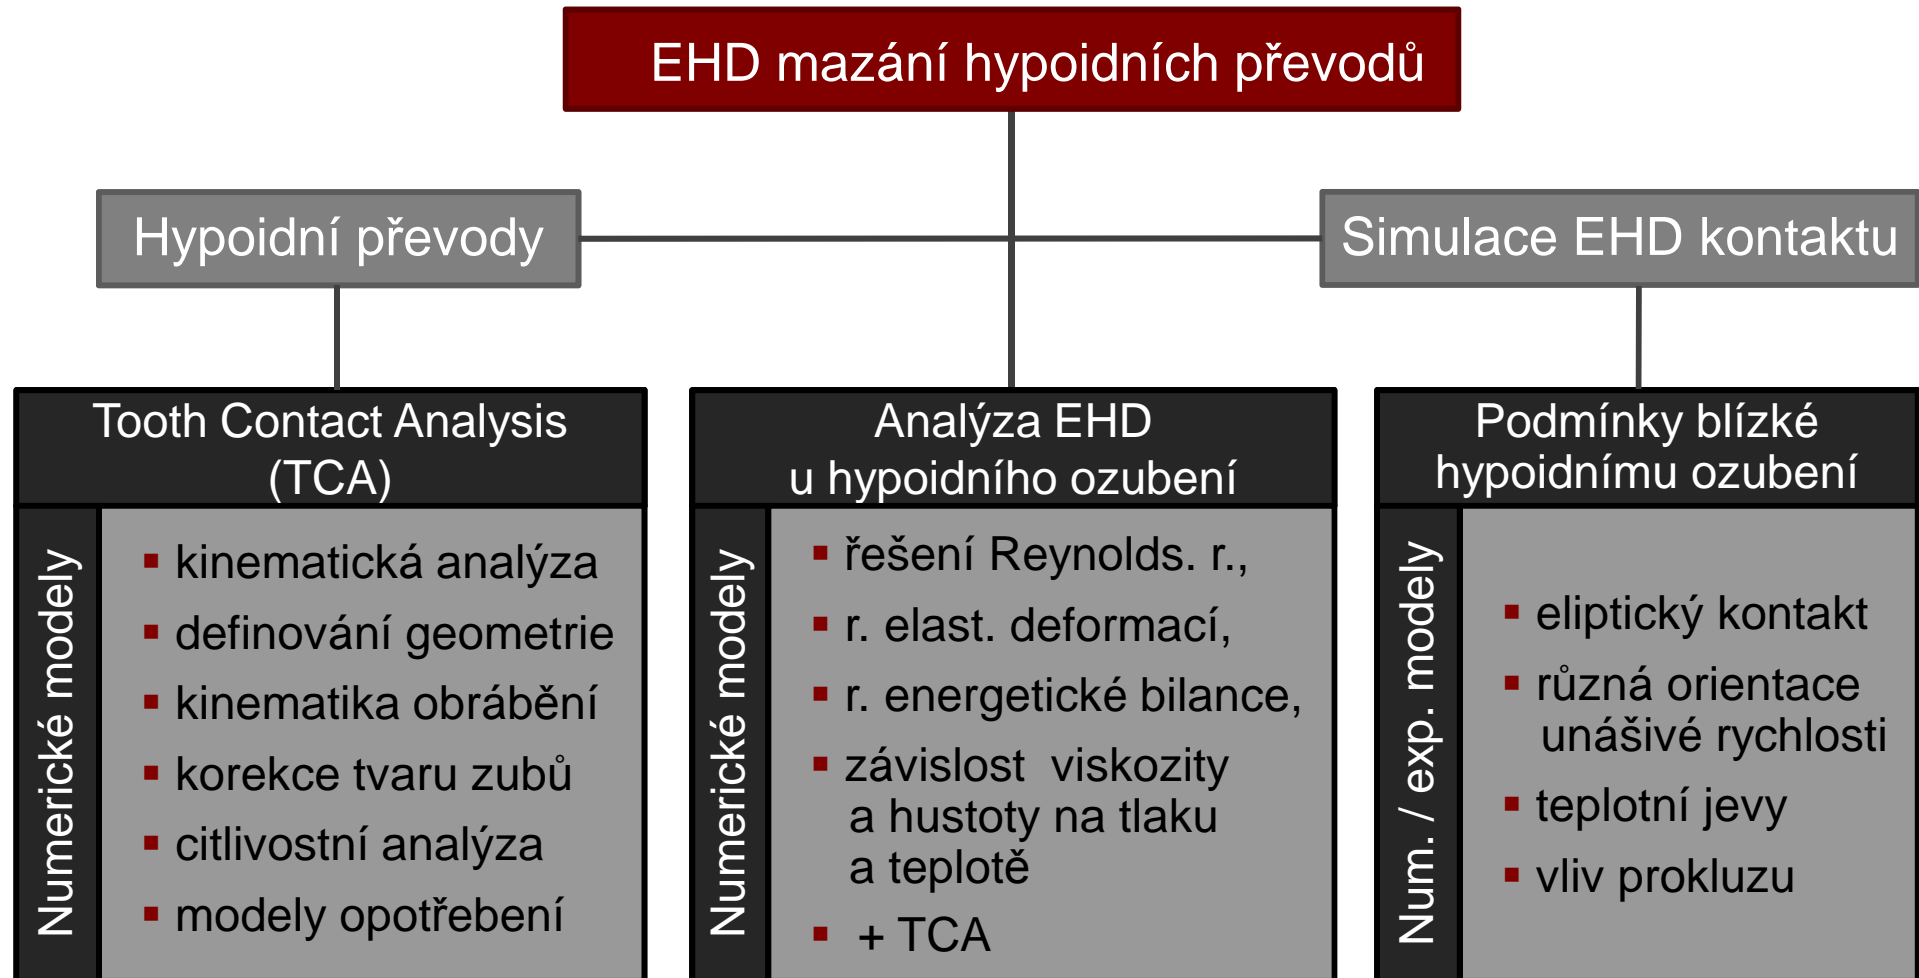 EHD mazání hypoidních převodů
Hypoidní převody
Simulace EHD kontaktu
Tooth Contact Analysis
(TCA)
Numerické modely
kinematická analýza
definování geometrie
kinematika obrábění
korekce tvaru zubů
citlivostní analýza
modely opotřebení
Analýza EHD
u hypoidního ozubení
Numerické modely
řešení Reynolds. r.,
r. elast. deformací,
r. energetické bilance,
závislost viskozity
a hustoty na tlaku
a teplotě
+ TCA
Podmínky blízké
hypoidnímu ozubení
Num. / exp. modely
eliptický kontakt
různá orientace
unášivé rychlosti
teplotní jevy
vliv prokluzu